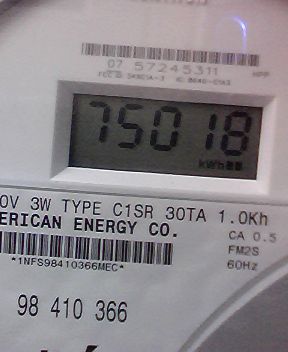 07 57245311
HPP
75018
kWh
0V 3W TYPE C1SR 30TA 1.0Kh
ERICAN ENERGY CO.
CA 0.5
FM2S
60Hz
*1NFS98410366MEC*
98 410 366